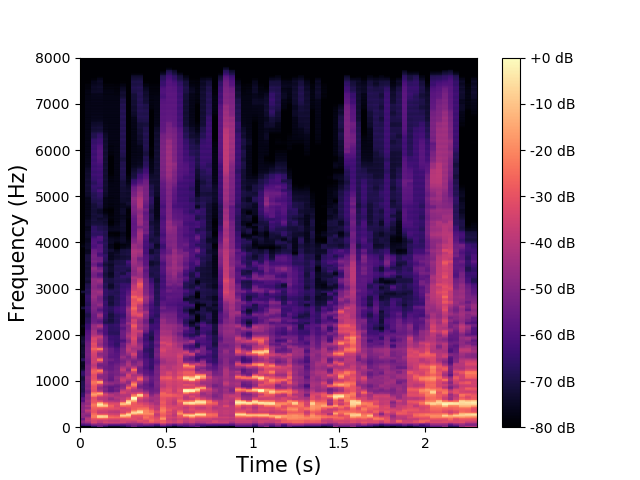 8000
7000
6000
5000
4000
3000
2000
1000
0
Frequency (Hz)
0
0.5
1
1.5
2
Time (s)
+0 dB
-10 dB
-20 dB
-30 dB
-40 dB
-50 dB
-60 dB
-70 dB
-80 dB